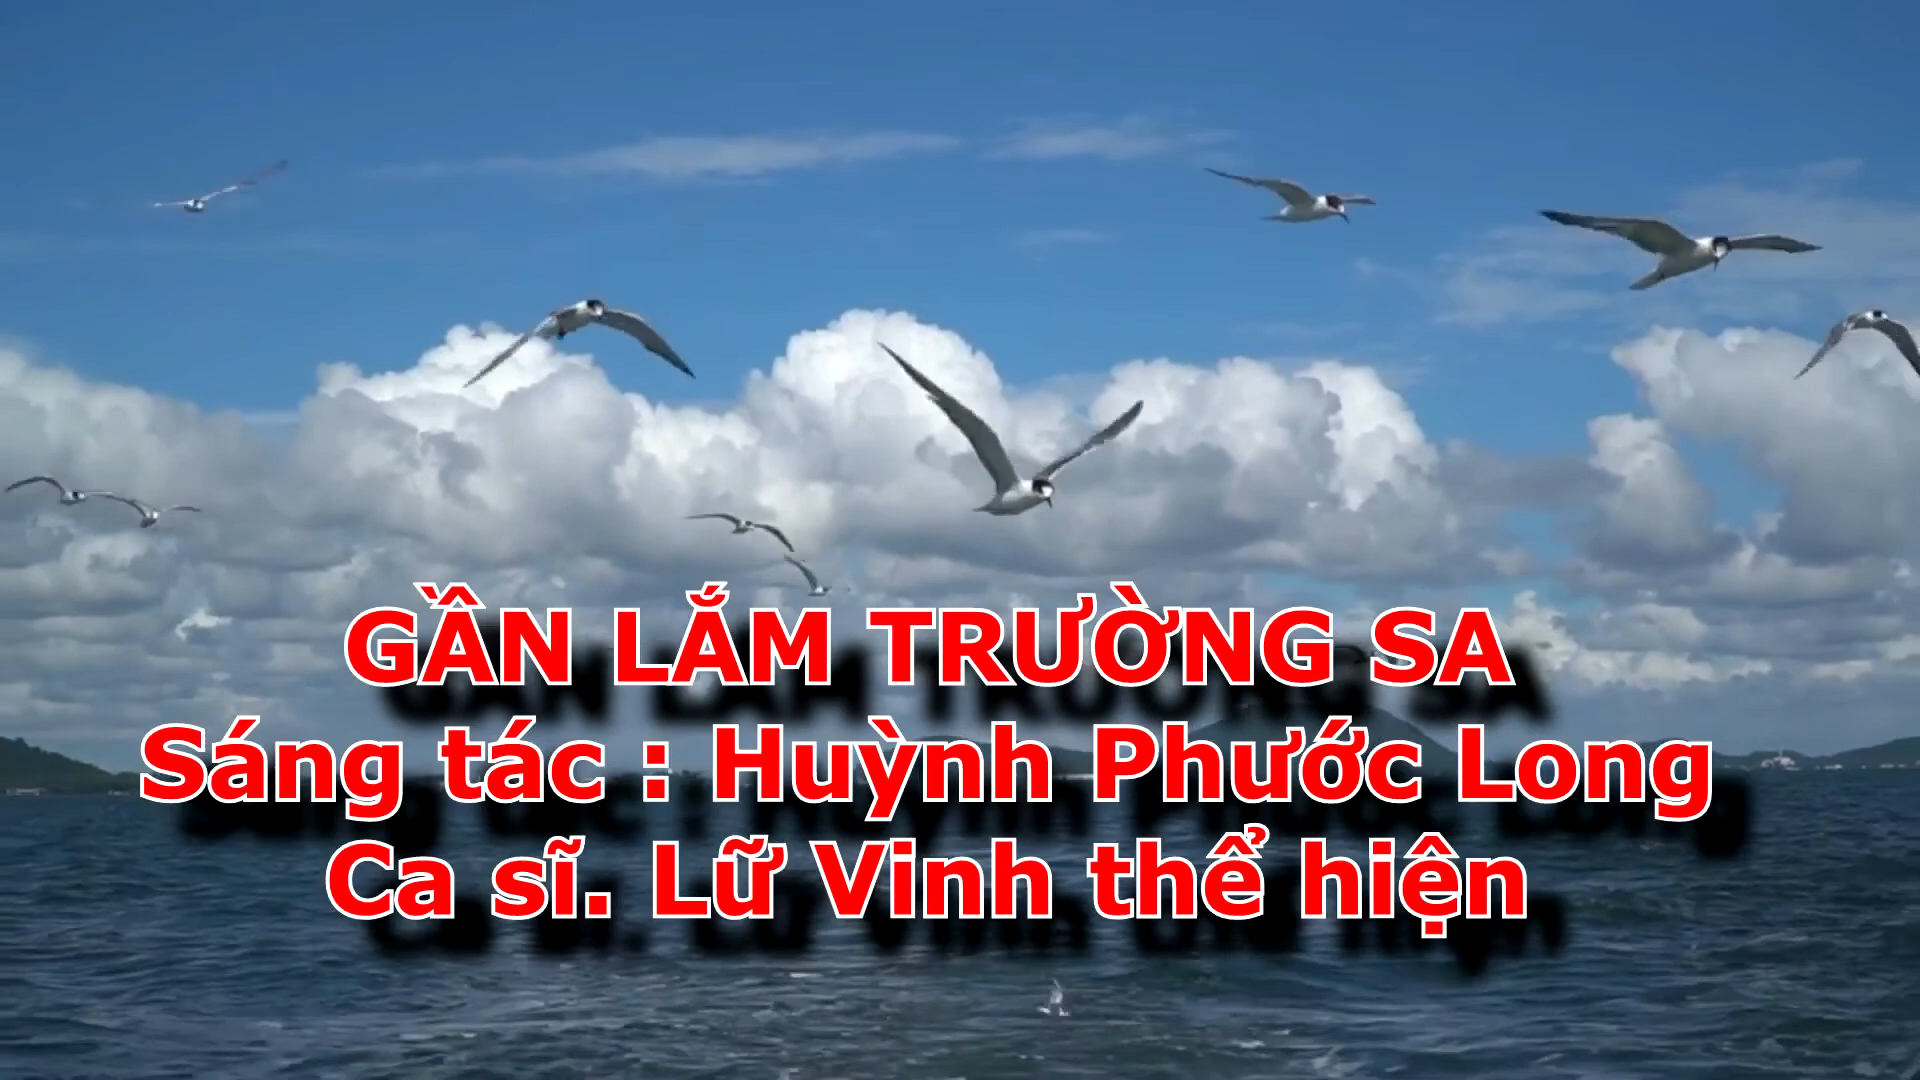 GẦN LẮM TRƯỜNG SA
Sáng tác : Huỳnh Phước Long
Ca sĩ. Lữ Vinh thể hiện